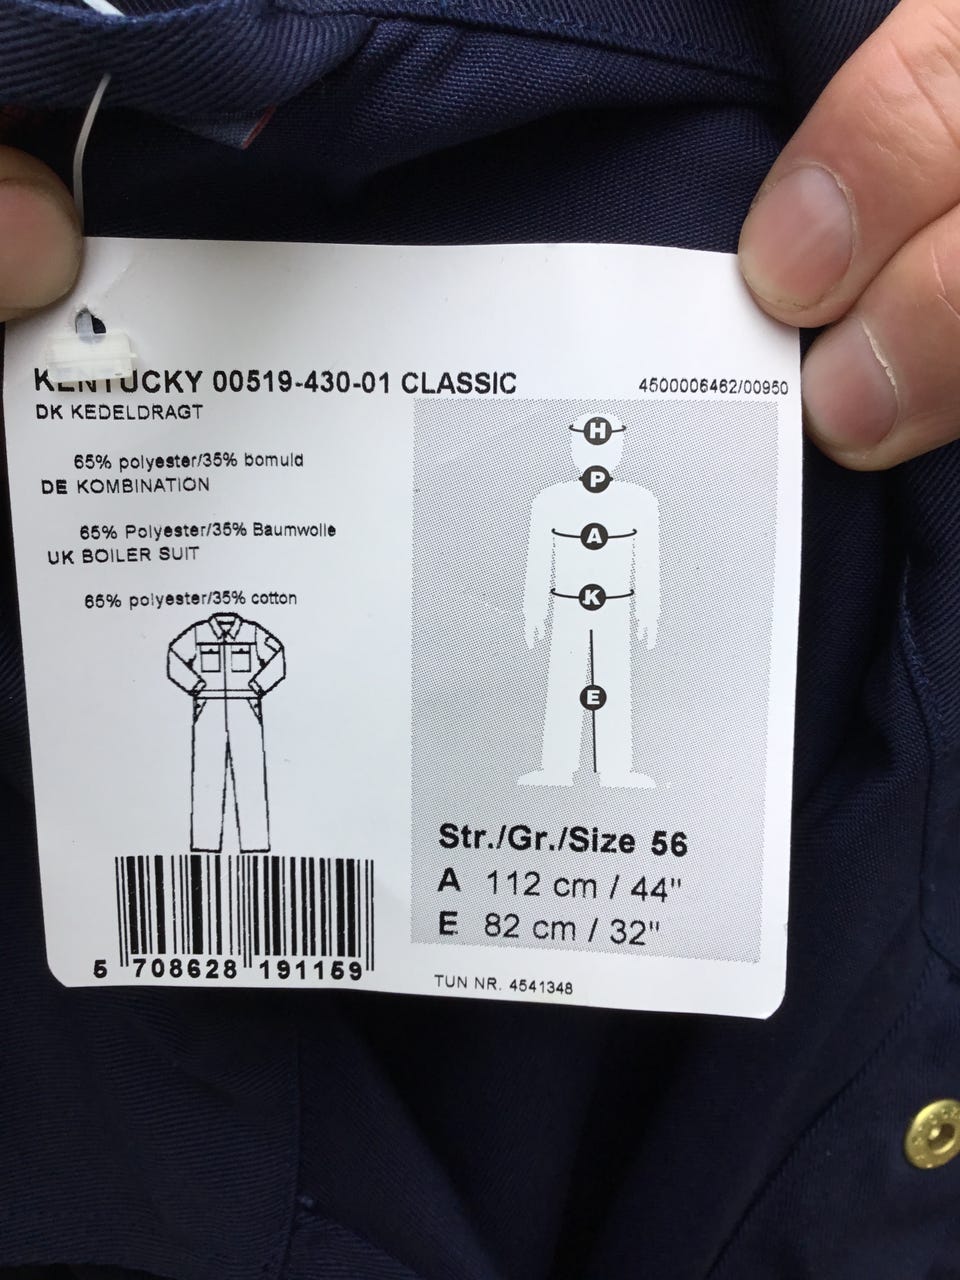 KENTUCKY 00519-430-01 CLASSIC
4500006462/00950
DK KEDELDRAGT
65% polyester/35% bomuld
DE KOMBINATION
65% Polyester/35% Baumwolle
UK BOILER SUIT
65% polyester/35% cotton
H
P
A
K
E
Str./Gr./Size 56
A 112 cm / 44"
E 82 cm / 32"
5 708628 191159
TUN NR. 4541348